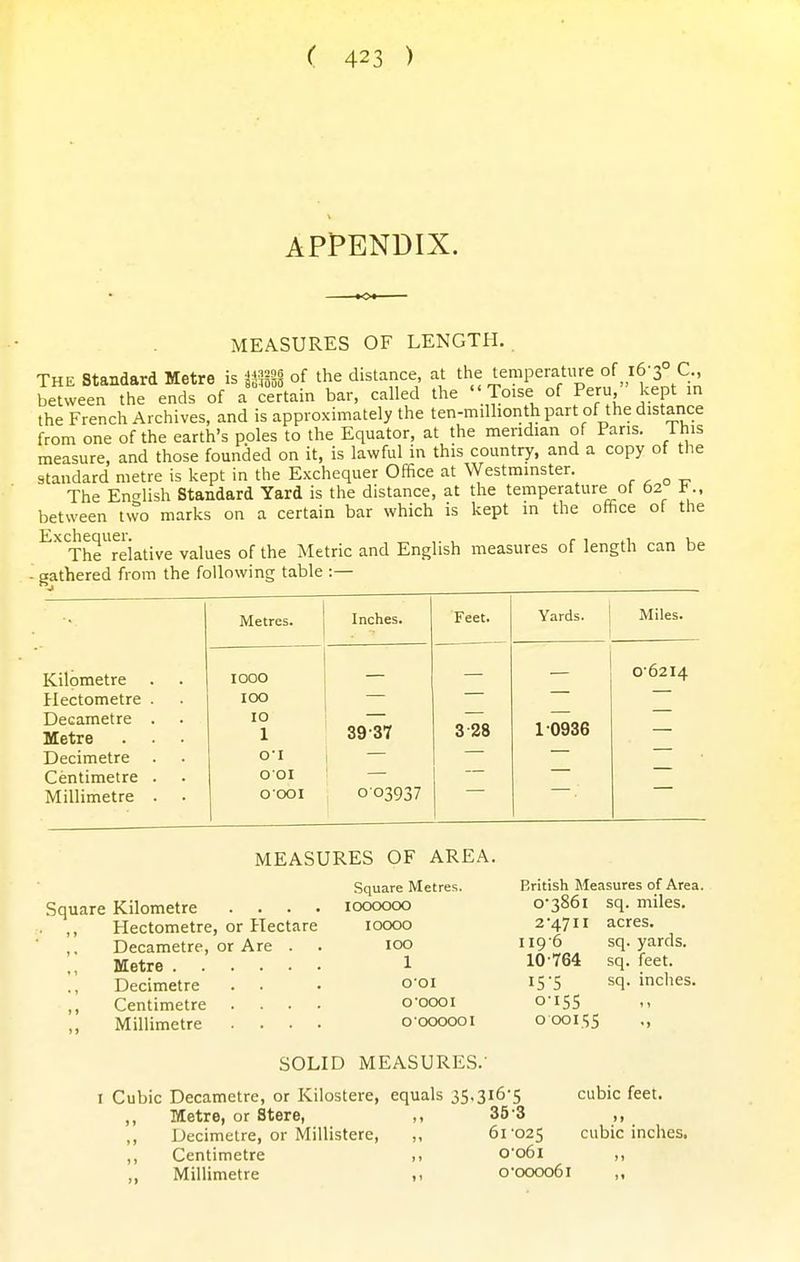 ( 423 )
APPENDIX.
MEASURES OF LENGTH.
THE Standard Metre is of the distance, at the temperature of 16·3° C.,
between the ends of a certain bar, called the "Toise of Peru," kept in
the French Archives, and is approximately the ten-millionth part of the distance
from one of the earth's poles to the Equator, at the meridian of Paris. This
measure, and those founded on it, is lawful in this country, and a copy of the
standard metre is kept in the Exchequer Office at Westminster.
The English Standard Yard is the distance, at the temperature of 62° F.,
between two marks on a certain bar which is kept in the office of the
Exchequer.
The relative values of the Metric and English measures of length can be
gathered from the following table :—
Metres. Inches. Feet. Yards. Miles.
Kilometre . . 1000 — — — 0·6214
Hectometre . . 100 — — — —
Decametre . . 10 — — — —
Metre . . . 1 39·37 3·28 1·0936 —
Decimetre . . 0·1 — — — —
Centimetre . . 0·01 — — — —
Millimetre . . 0·001 0·03937 — — —
MEASURES OF AREA.
Square Metres. British Measures of Area.
Square Kilometre . . . . 1000000 0·3861 sq. miles.
,, Hectometre, or Hectare 10000 2·4711 acres.
,, Decametre, or Are . . 100 119·6 sq. yards.
,, Metre . . . . . . 1 10·764 sq. feet.
,, Decimetre . . . 0·01 15·5 sq. inches.
,, Centimetre . . . . 0·0001 0·155 ,,
,, Millimetre . . . . 0·000001 0·00155 ,,
SOLID MEASURES.
1 Cubic Decametre, or Kilostere, equals 35,316·5 cubic feet.
,, Metre, or Stere, ,, 35·3 ,,
,, Decimetre, or Millistere, ,, 61·025 cubic inches.
,, Centimetre ,, 0·061 ,,
,, Millimetre ,, 0·000061 ,,